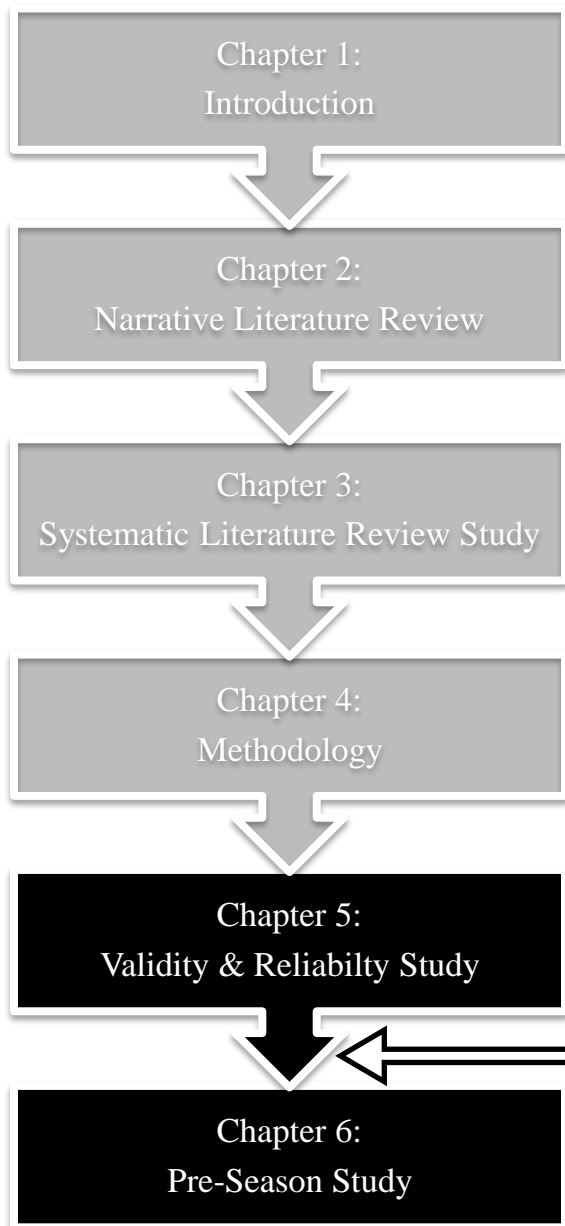 Chapter 1:
Introduction
Chapter 2:
Narrative Literature Review
Chapter 3:
Systematic Literature Review Study
Chapter 4:
Methodology
Chapter 5:
Validity & Reliabilty Study
Chapter 6:
Pre-Season Study